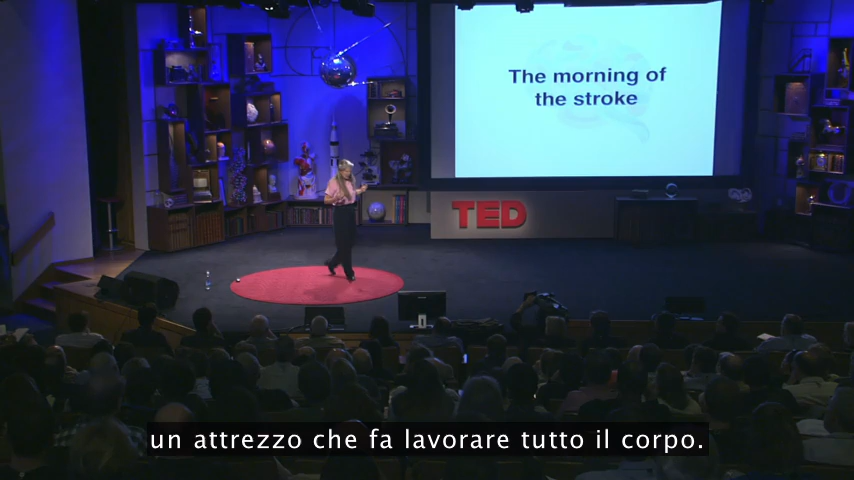 The morning of
the stroke
TED
un attrezzo che fa lavorare tutto il corpo.